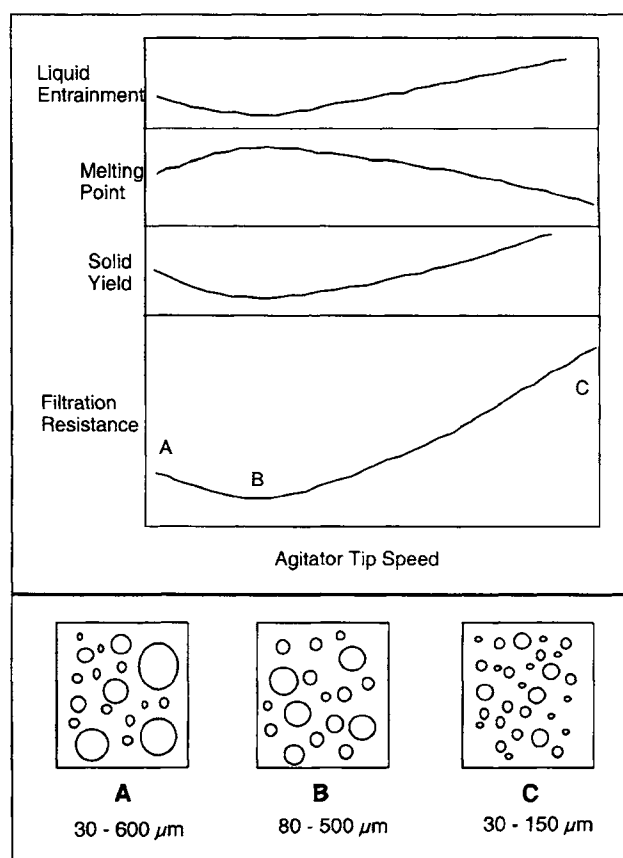 Liquid
Entrainment
Melting
Point
Solid
Yield
Filtration
Resistance
A
B
C
Agitator Tip Speed
A
B
C
30 - 600 μm
80 - 500 μm
30 - 150 μm